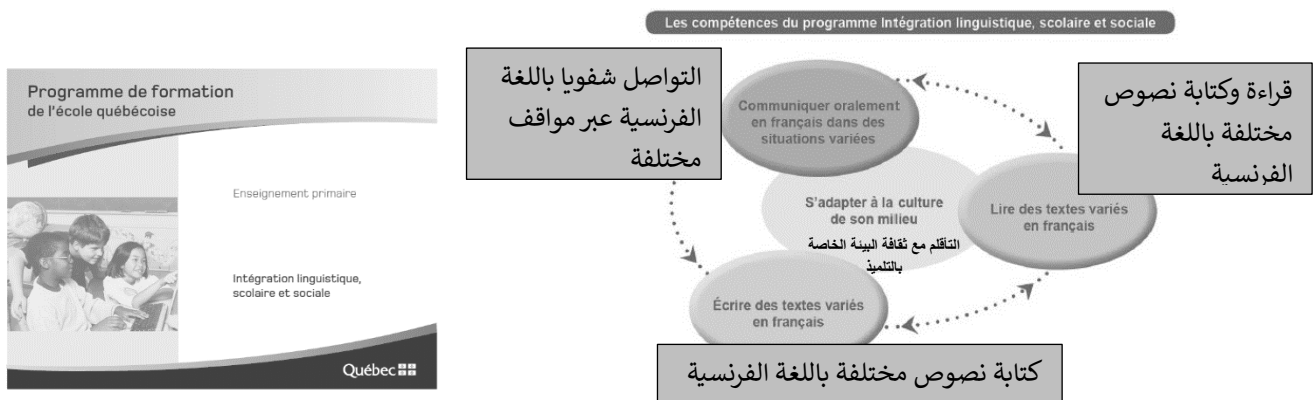 Les compétences du programme Intégration linguistique, scolaire et sociale
Programme de formation
de l'école québécoise
Enseignement primaire
Intégration linguistique,
scolaire et sociale
Québec
التواصل شفويا باللغة
الفرنسية عبر مواقف
مختلفة
Communiquer oralement
en français dans des
situations variées
قراءة وكتابة نصوص
مختلفة باللغة
الفرنسية
S'adapter à la culture
de son milieu
التأقلم مع ثقافة البيئة الخاصة
بالتلميذ
Lire des textes variés
en français
Écrire des textes variés
en français
كتابة نصوص مختلفة باللغة الفرنسية